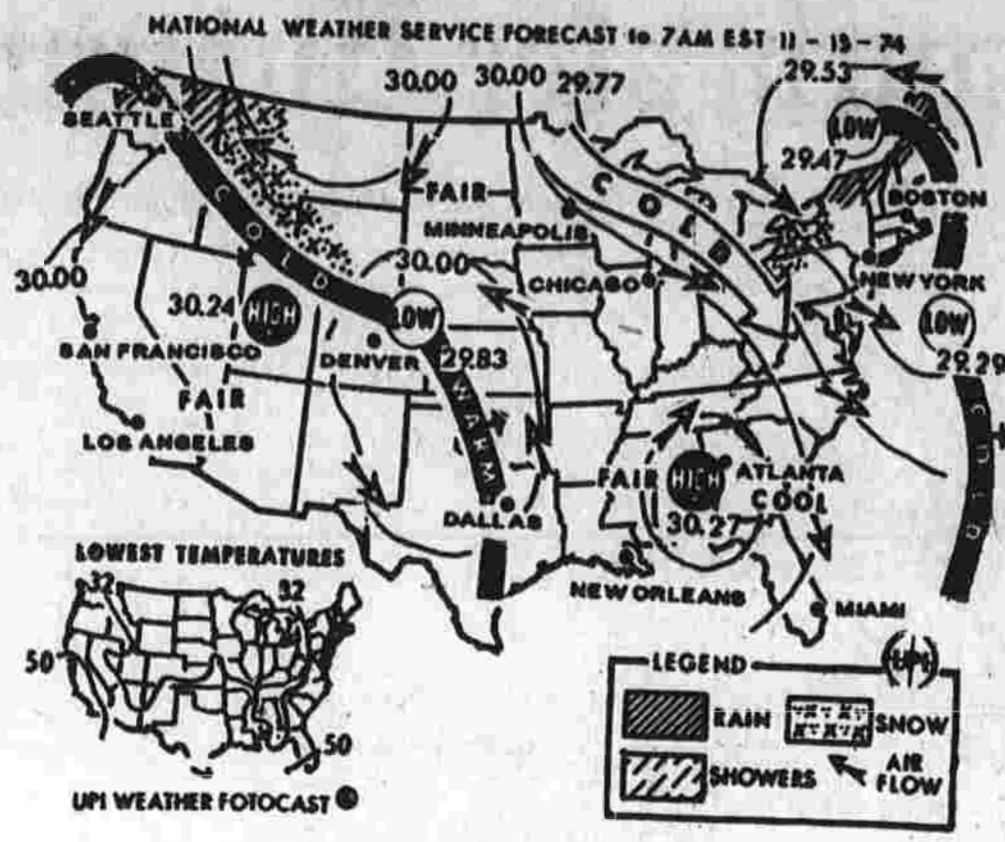 NATIONAL WEATHER SERVICE FORECAST to 7AM EST 11 - 13 - 74
30.00 30.00 29.77
29.53
SEATTLE
LOW
29.47
COLD
FAIR
BOSTON
MINNEAPOLIS
COLD
30.00
30.00
CHICAGO
NEW YORK
30.24 HIGH
LOW
LOW
SAN FRANCISCO
DENVER
29.83
29.29
FAIR
WARM
COLD
LOS ANGELES
FAIR HIGH ATLANTA
COOL
30.27
DALLAS
LOWEST TEMPERATURES
NEW ORLEANS
MIAMI
32 32
50
50
LEGEND
UPI
RAIN SNOW
SHOWERS AIR FLOW
UPI WEATHER FOTOCAST ©